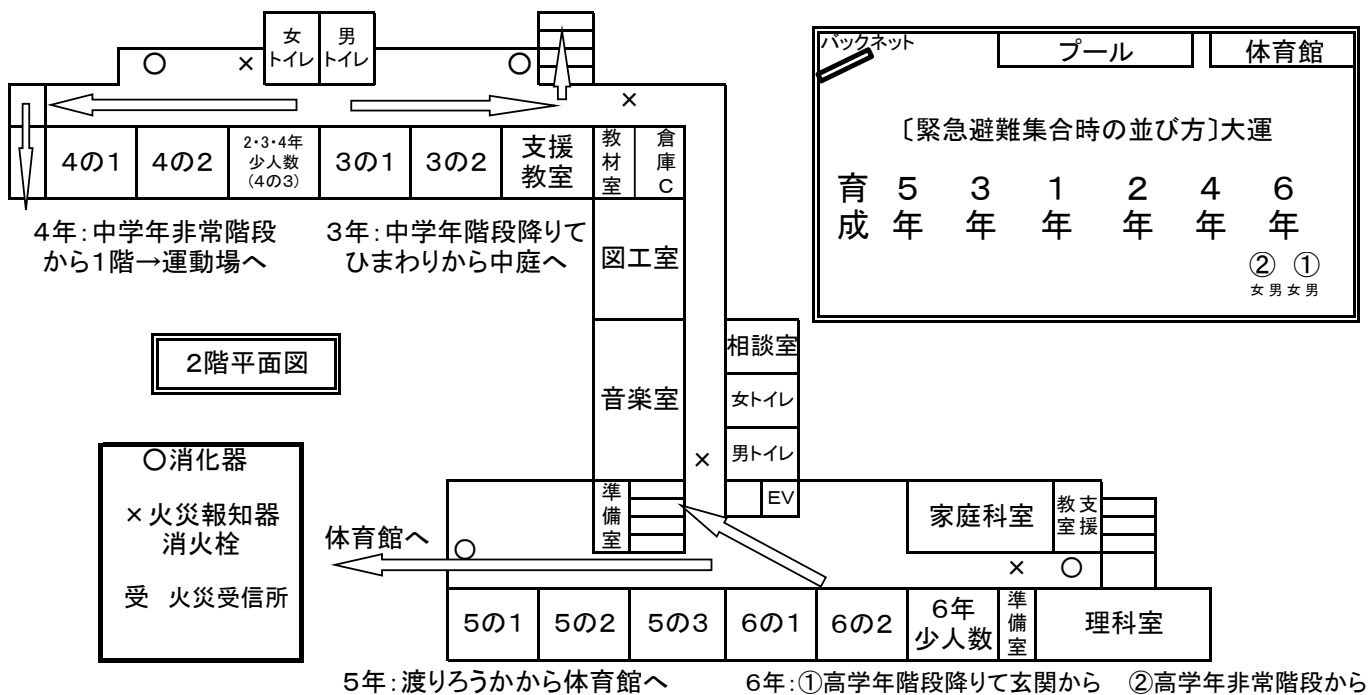 女
トイレ
男
トイレ
○
×
○
×
4の1
4の2
2・3・4年
少人数
(4の3)
3の1
3の2
支援
教室
教材室
倉庫C
4年：中学年非常階段
から1階→運動場へ
3年：中学年階段降りて
ひまわりから中庭へ
図工室
バックネット
プール
体育館
〔緊急避難集合時の並び方〕大運
育成
5年
3年
1年
2年
4年
6年
② ①
女男女男
2階平面図
音楽室
相談室
女トイレ
男トイレ
×
EV
○消化器
×火災報知器
消火栓
受 火災受信所
体育館へ
○
準備室
家庭科室
支援教室
×
○
5の1
5の2
5の3
6の1
6の2
6年
少人数
準備室
理科室
5年：渡りろうかから体育館へ
6年：①高学年階段降りて玄関から ②高学年非常階段から